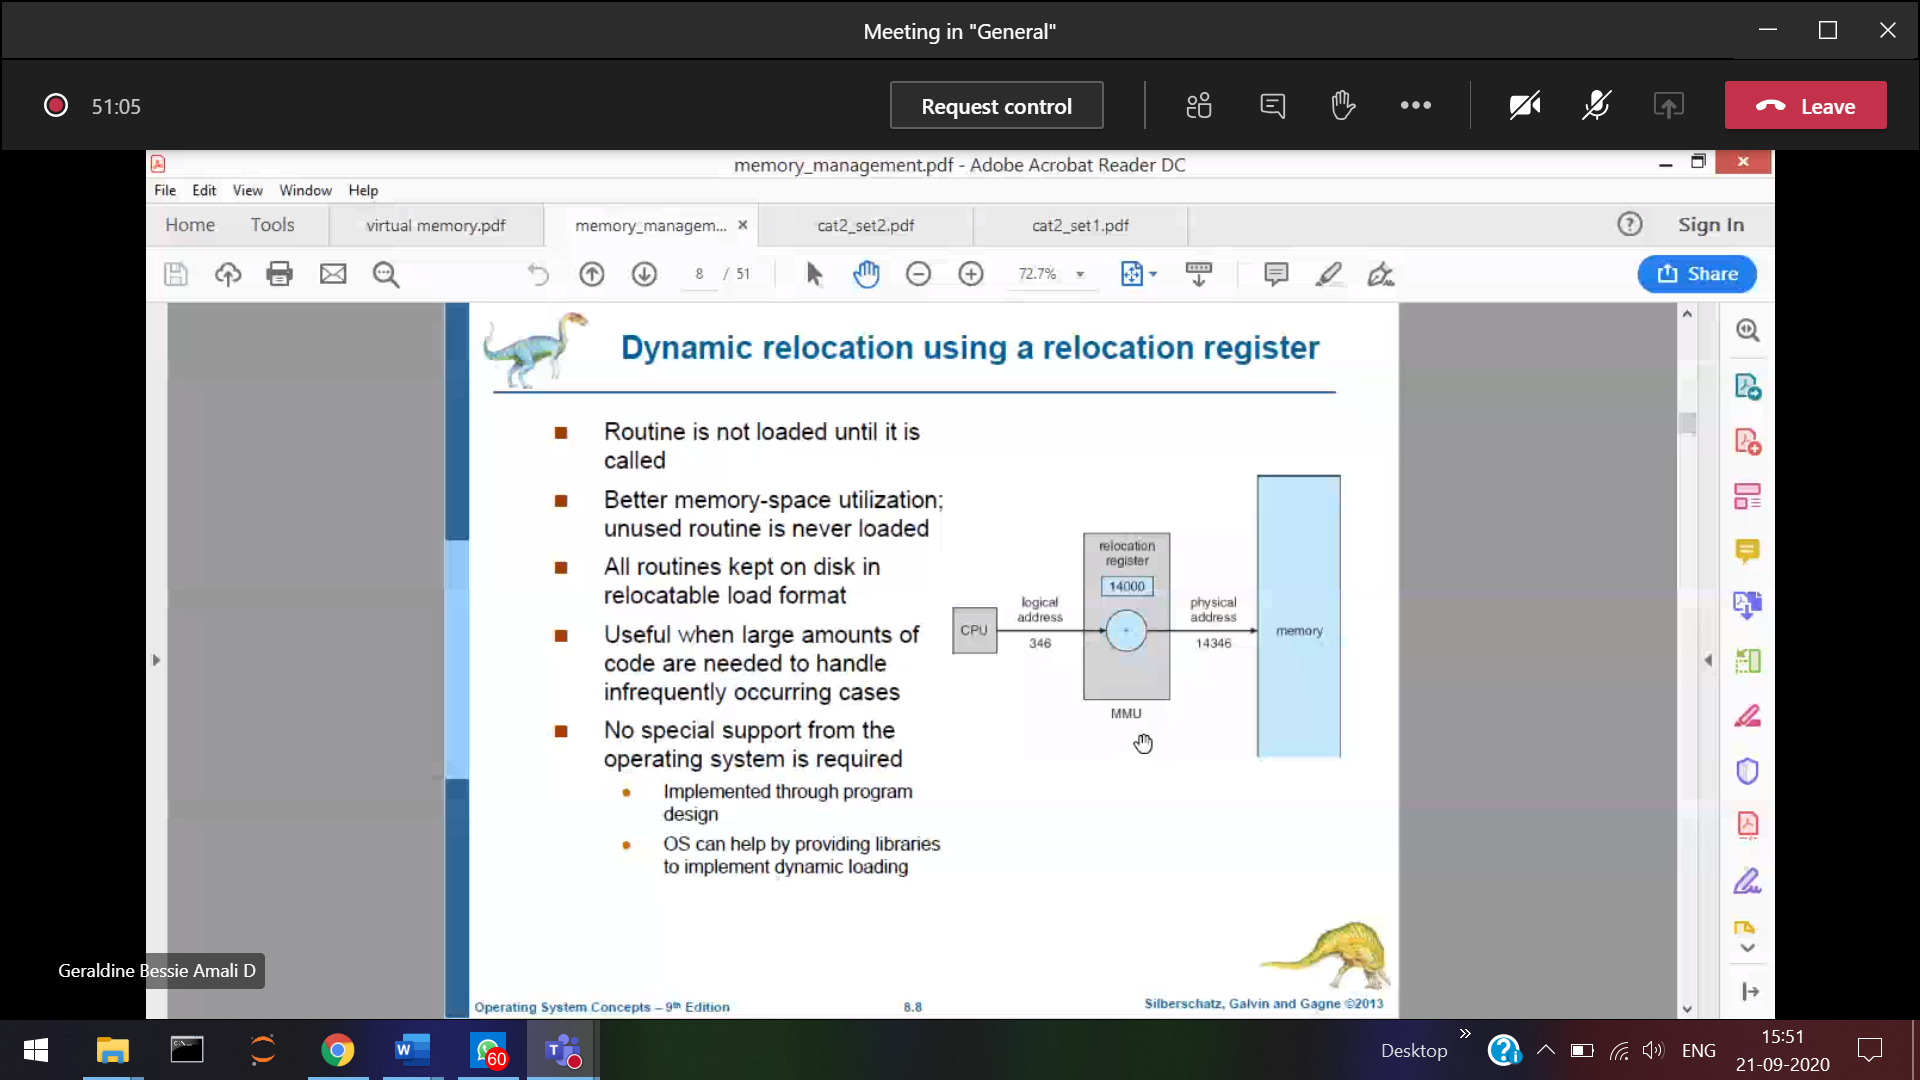 Meeting in "General"
51:05
Request control
Leave
memory_management.pdf - Adobe Acrobat Reader DC
File Edit View Window Help
Home Tools virtual memory.pdf memory_managem... cat2_set2.pdf cat2_set1.pdf Sign In
8 / 51 72.7% Share
Dynamic relocation using a relocation register
Routine is not loaded until it is
called
Better memory-space utilization;
unused routine is never loaded
All routines kept on disk in
relocatable load format
Useful when large amounts of
code are needed to handle
infrequently occurring cases
No special support from the
operating system is required
Implemented through program
design
OS can help by providing libraries
to implement dynamic loading
relocation
register
14000
CPU
logical
address
346
+
physical
address
14346
memory
MMU
Geraldine Bessie Amali D
Operating System Concepts – 9th Edition
8.8
Silberschatz, Galvin and Gagne ©2013
60
Desktop
ENG
15:51
21-09-2020